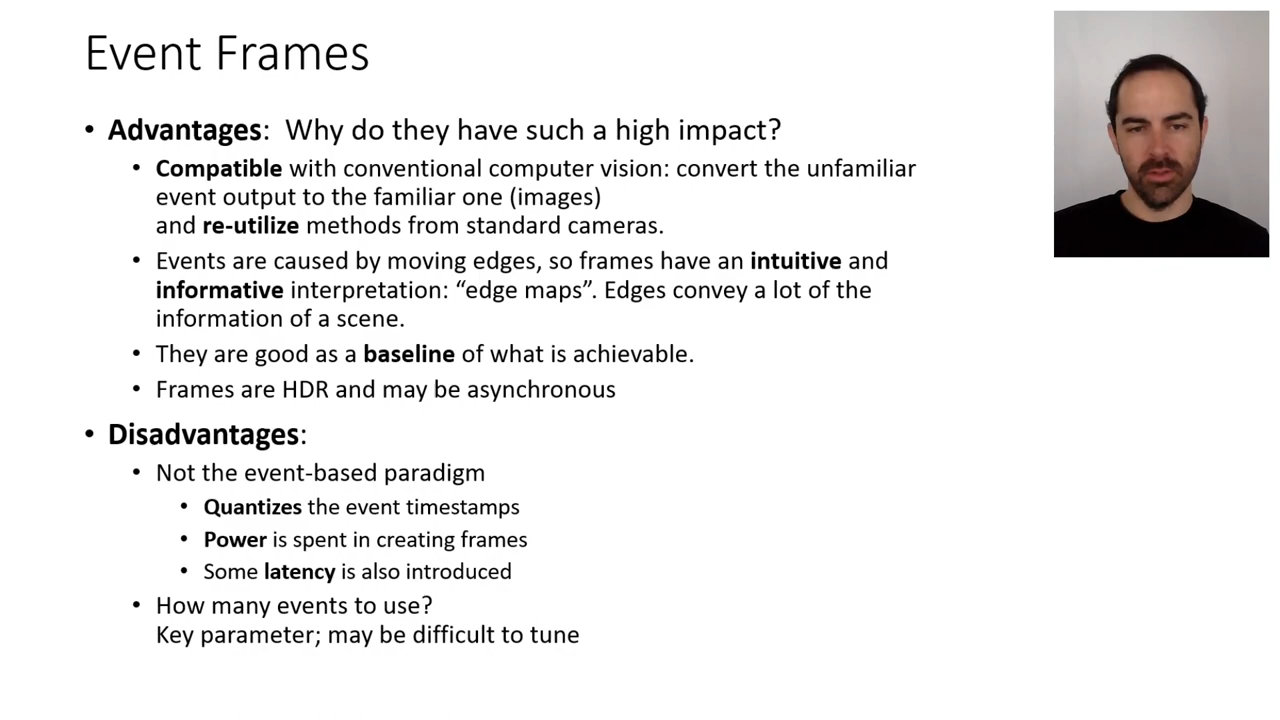 Event Frames
• Advantages: Why do they have such a high impact?
• Compatible with conventional computer vision: convert the unfamiliar
event output to the familiar one (images)
and re-utilize methods from standard cameras.
• Events are caused by moving edges, so frames have an intuitive and
informative interpretation: “edge maps”. Edges convey a lot of the
information of a scene.
• They are good as a baseline of what is achievable.
• Frames are HDR and may be asynchronous
• Disadvantages:
• Not the event-based paradigm
• Quantizes the event timestamps
• Power is spent in creating frames
• Some latency is also introduced
• How many events to use?
Key parameter; may be difficult to tune